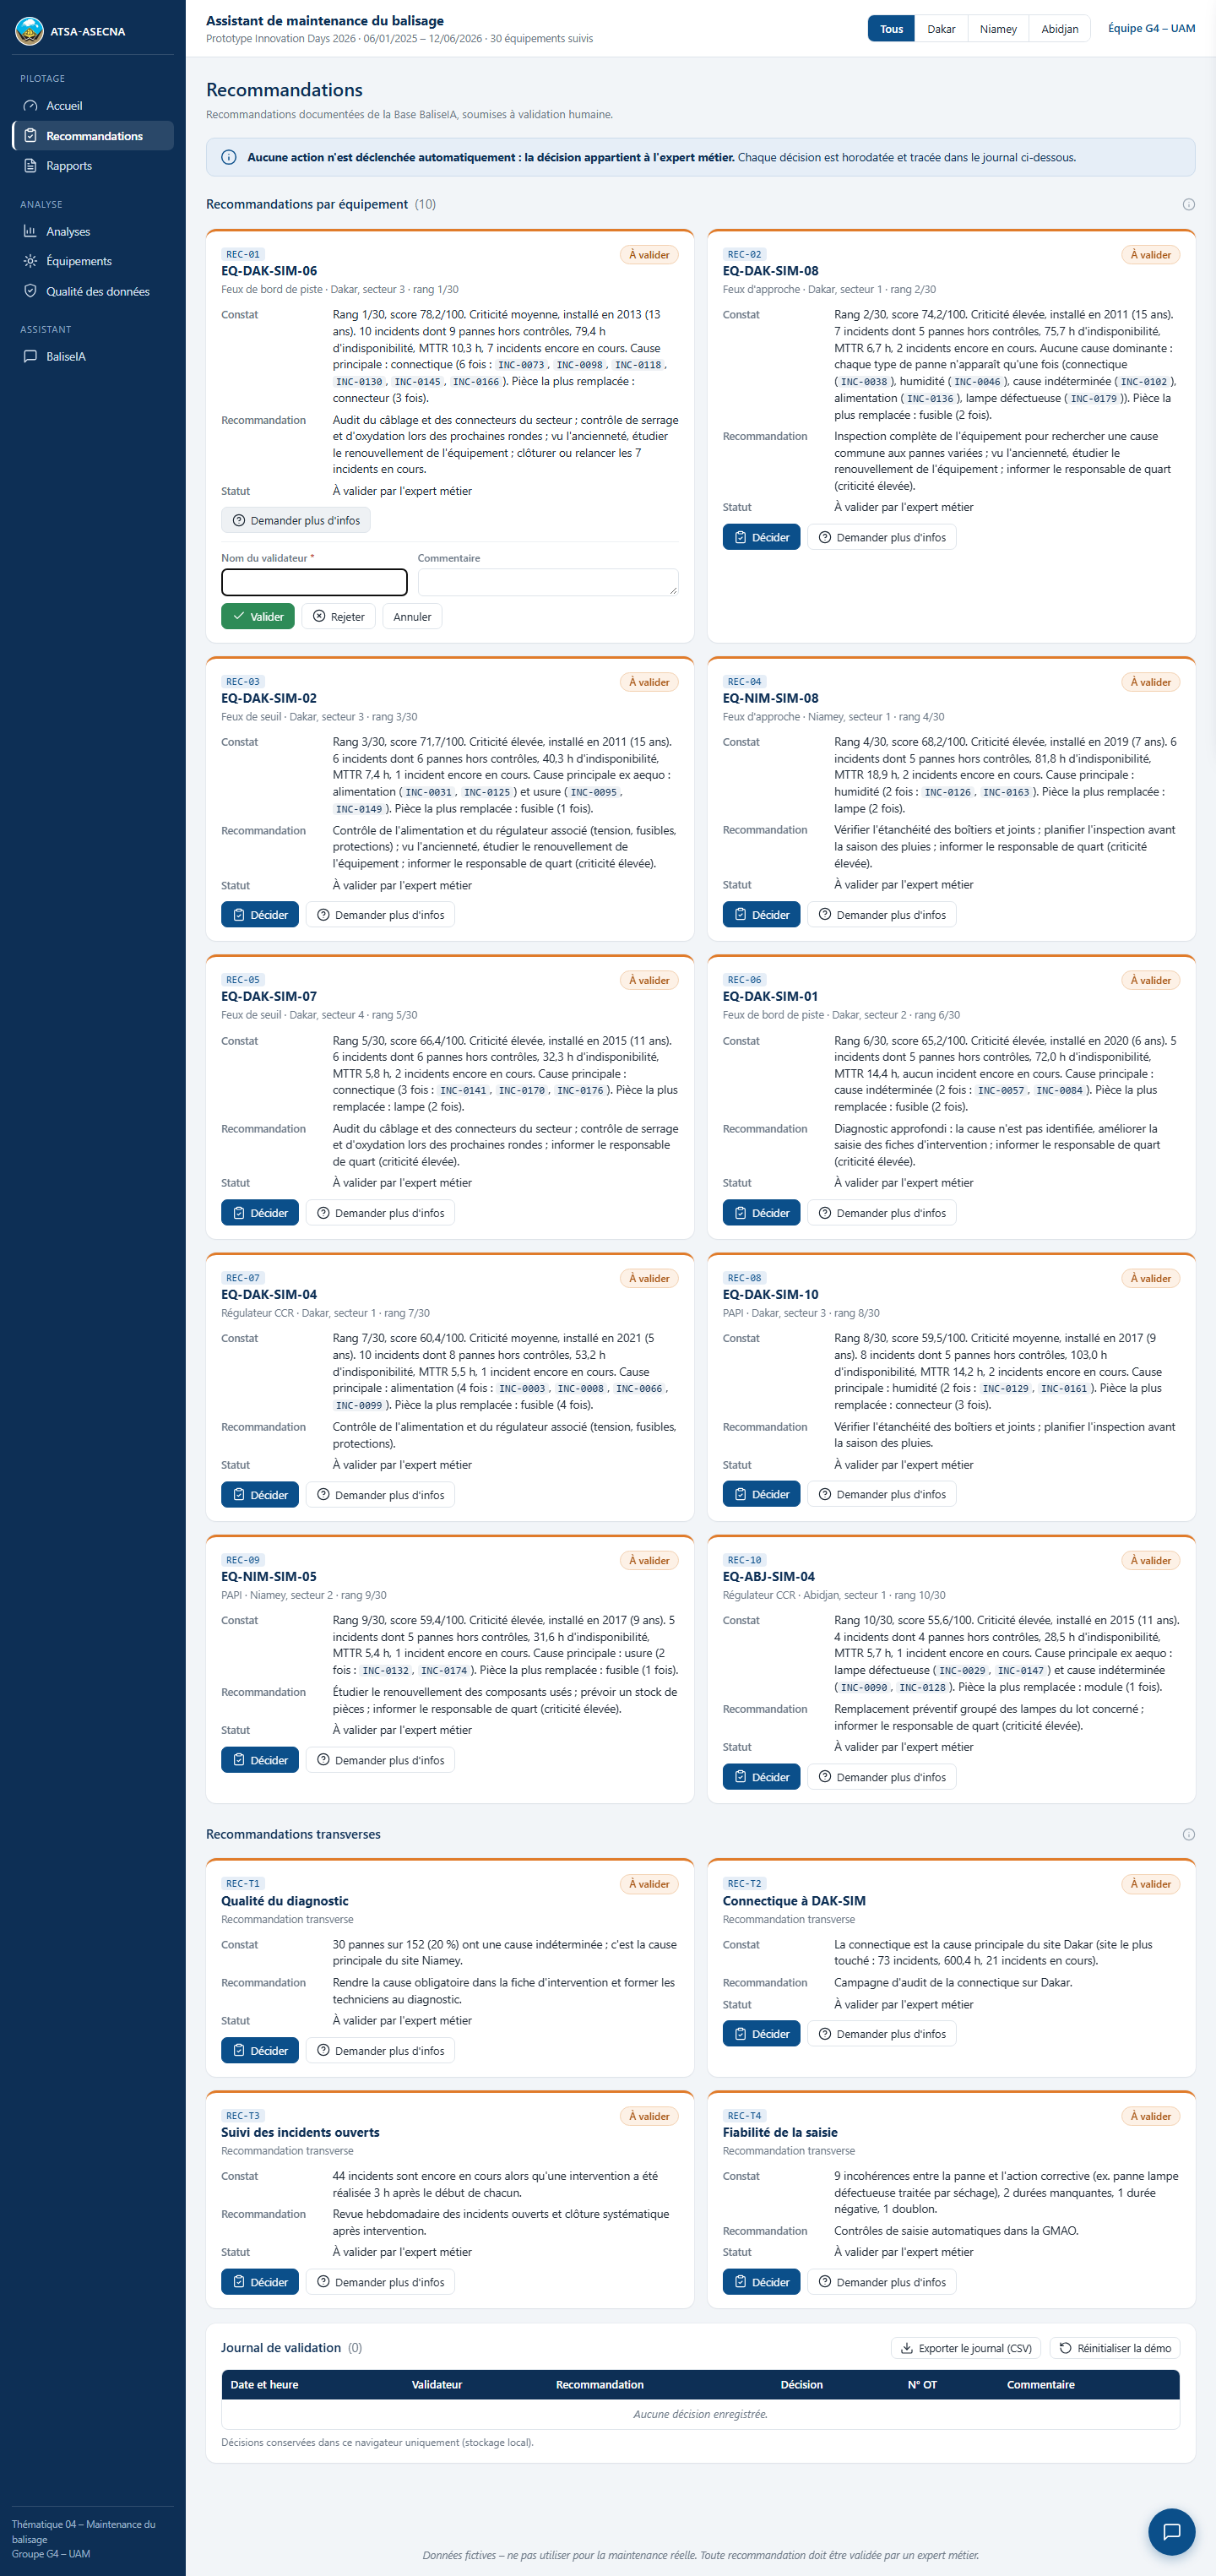 ATSA-ASECNA
PILOTAGE
Accueil
Recommandations
Rapports
ANALYSE
Analyses
Équipements
Qualité des données
ASSISTANT
BaliseIA
Thématique 04 – Maintenance du
balisage
Groupe G4 – UAM
Assistant de maintenance du balisage
Prototype Innovation Days 2026 · 06/01/2025 – 12/06/2026 · 30 équipements suivis
Tous
Dakar
Niamey
Abidjan
Équipe G4 – UAM
Recommandations
Recommandations documentées de la Base BaliseIA, soumises à validation humaine.
Aucune action n'est déclenchée automatiquement : la décision appartient à l'expert métier. Chaque décision est horodatée et tracée dans le journal ci-dessous.
Recommandations par équipement (10)
REC-01
À valider
EQ-DAK-SIM-06
Feux de bord de piste · Dakar, secteur 3 · rang 1/30
Constat
Rang 1/30, score 78,2/100. Criticité moyenne, installé en 2013 (13
ans). 10 incidents dont 9 pannes hors contrôles, 79,4 h
d'indisponibilité, MTTR 10,3 h, 7 incidents encore en cours. Cause
principale : connectique (6 fois : INC-0073, INC-0098, INC-0118,
INC-0130, INC-0145, INC-0166). Pièce la plus remplacée :
connecteur (3 fois).
Recommandation
Audit du câblage et des connecteurs du secteur ; contrôle de serrage
et d'oxydation lors des prochaines rondes ; vu l'ancienneté, étudier
le renouvellement de l'équipement ; clôturer ou relancer les 7
incidents en cours.
Statut
À valider par l'expert métier
Demander plus d'infos
Nom du validateur *
Commentaire
Valider
Rejeter
Annuler
REC-02
À valider
EQ-DAK-SIM-08
Feux d'approche · Dakar, secteur 1 · rang 2/30
Constat
Rang 2/30, score 74,2/100. Criticité élevée, installé en 2011 (15 ans).
7 incidents dont 5 pannes hors contrôles, 75,7 h d'indisponibilité,
MTTR 6,7 h, 2 incidents encore en cours. Aucune cause dominante :
chaque type de panne n'apparaît qu'une fois (connectique
(INC-0038), humidité (INC-0046), cause indéterminée (INC-0102),
alimentation (INC-0136), lampe défectueuse (INC-0179)). Pièce la
plus remplacée : fusible (2 fois).
Recommandation
Inspection complète de l'équipement pour rechercher une cause
commune aux pannes variées ; vu l'ancienneté, étudier le
renouvellement de l'équipement ; informer le responsable de quart
(criticité élevée).
Statut
À valider par l'expert métier
Décider
Demander plus d'infos
REC-03
À valider
EQ-DAK-SIM-02
Feux de seuil · Dakar, secteur 3 · rang 3/30
Constat
Rang 3/30, score 71,7/100. Criticité élevée, installé en 2011 (15 ans).
6 incidents dont 6 pannes hors contrôles, 40,3 h d'indisponibilité,
MTTR 7,4 h, 1 incident encore en cours. Cause principale ex aequo :
alimentation (INC-0031, INC-0125) et usure (INC-0095,
INC-0149). Pièce la plus remplacée : fusible (1 fois).
Recommandation
Contrôle de l'alimentation et du régulateur associé (tension, fusibles,
protections) ; vu l'ancienneté, étudier le renouvellement de
l'équipement ; informer le responsable de quart (criticité élevée).
Statut
À valider par l'expert métier
Décider
Demander plus d'infos
REC-04
À valider
EQ-NIM-SIM-08
Feux d'approche · Niamey, secteur 1 · rang 4/30
Constat
Rang 4/30, score 68,2/100. Criticité élevée, installé en 2019 (7 ans). 6
incidents dont 5 pannes hors contrôles, 81,8 h d'indisponibilité,
MTTR 18,9 h, 2 incidents encore en cours. Cause principale :
humidité (2 fois : INC-0126, INC-0163). Pièce la plus remplacée :
lampe (2 fois).
Recommandation
Vérifier l'étanchéité des boîtiers et joints ; planifier l'inspection avant
la saison des pluies ; informer le responsable de quart (criticité
élevée).
Statut
À valider par l'expert métier
Décider
Demander plus d'infos
REC-05
À valider
EQ-DAK-SIM-07
Feux de seuil · Dakar, secteur 4 · rang 5/30
Constat
Rang 5/30, score 66,4/100. Criticité élevée, installé en 2015 (11 ans).
6 incidents dont 6 pannes hors contrôles, 32,3 h d'indisponibilité,
MTTR 5,8 h, 2 incidents encore en cours. Cause principale :
connectique (3 fois : INC-0141, INC-0170, INC-0176). Pièce la plus
remplacée : lampe (2 fois).
Recommandation
Audit du câblage et des connecteurs du secteur ; contrôle de serrage
et d'oxydation lors des prochaines rondes ; informer le responsable
de quart (criticité élevée).
Statut
À valider par l'expert métier
Décider
Demander plus d'infos
REC-06
À valider
EQ-DAK-SIM-01
Feux de bord de piste · Dakar, secteur 2 · rang 6/30
Constat
Rang 6/30, score 65,2/100. Criticité élevée, installé en 2020 (6 ans). 5
incidents dont 5 pannes hors contrôles, 72,0 h d'indisponibilité,
MTTR 14,4 h, aucun incident encore en cours. Cause principale :
cause indéterminée (2 fois : INC-0057, INC-0084). Pièce la plus
remplacée : fusible (2 fois).
Recommandation
Diagnostic approfondi : la cause n'est pas identifiée, améliorer la
saisie des fiches d'intervention ; informer le responsable de quart
(criticité élevée).
Statut
À valider par l'expert métier
Décider
Demander plus d'infos
REC-07
À valider
EQ-DAK-SIM-04
Régulateur CCR · Dakar, secteur 1 · rang 7/30
Constat
Rang 7/30, score 60,4/100. Criticité moyenne, installé en 2021 (5
ans). 10 incidents dont 8 pannes hors contrôles, 53,2 h
d'indisponibilité, MTTR 5,5 h, 1 incident encore en cours. Cause
principale : alimentation (4 fois : INC-0003, INC-0008, INC-0066,
INC-0099). Pièce la plus remplacée : fusible (4 fois).
Recommandation
Contrôle de l'alimentation et du régulateur associé (tension, fusibles,
protections).
Statut
À valider par l'expert métier
Décider
Demander plus d'infos
REC-08
À valider
EQ-DAK-SIM-10
PAPI · Dakar, secteur 3 · rang 8/30
Constat
Rang 8/30, score 59,5/100. Criticité moyenne, installé en 2017 (9
ans). 8 incidents dont 5 pannes hors contrôles, 103,0 h
d'indisponibilité, MTTR 14,2 h, 2 incidents encore en cours. Cause
principale : humidité (2 fois : INC-0129, INC-0161). Pièce la plus
remplacée : connecteur (3 fois).
Recommandation
Vérifier l'étanchéité des boîtiers et joints ; planifier l'inspection avant
la saison des pluies.
Statut
À valider par l'expert métier
Décider
Demander plus d'infos
REC-09
À valider
EQ-NIM-SIM-05
PAPI · Niamey, secteur 2 · rang 9/30
Constat
Rang 9/30, score 59,4/100. Criticité élevée, installé en 2017 (9 ans). 5
incidents dont 5 pannes hors contrôles, 31,6 h d'indisponibilité,
MTTR 5,4 h, 1 incident encore en cours. Cause principale : usure (2
fois : INC-0132, INC-0174). Pièce la plus remplacée : fusible (1 fois).
Recommandation
Étudier le renouvellement des composants usés ; prévoir un stock de
pièces ; informer le responsable de quart (criticité élevée).
Statut
À valider par l'expert métier
Décider
Demander plus d'infos
REC-10
À valider
EQ-ABJ-SIM-04
Régulateur CCR · Abidjan, secteur 1 · rang 10/30
Constat
Rang 10/30, score 55,6/100. Criticité élevée, installé en 2015 (11 ans).
4 incidents dont 4 pannes hors contrôles, 28,5 h d'indisponibilité,
MTTR 5,7 h, 1 incident encore en cours. Cause principale ex aequo :
lampe défectueuse (INC-0029, INC-0147) et cause indéterminée
(INC-0090, INC-0128). Pièce la plus remplacée : module (1 fois).
Recommandation
Remplacement préventif groupé des lampes du lot concerné ;
informer le responsable de quart (criticité élevée).
Statut
À valider par l'expert métier
Décider
Demander plus d'infos
Recommandations transverses
REC-T1
À valider
Qualité du diagnostic
Recommandation transverse
Constat
30 pannes sur 152 (20 %) ont une cause indéterminée ; c'est la cause
principale du site Niamey.
Recommandation
Rendre la cause obligatoire dans la fiche d'intervention et former les
techniciens au diagnostic.
Statut
À valider par l'expert métier
Décider
Demander plus d'infos
REC-T2
À valider
Connectique à DAK-SIM
Recommandation transverse
Constat
La connectique est la cause principale du site Dakar (site le plus
touché : 73 incidents, 600,4 h, 21 incidents en cours).
Recommandation
Campagne d'audit de la connectique sur Dakar.
Statut
À valider par l'expert métier
Décider
Demander plus d'infos
REC-T3
À valider
Suivi des incidents ouverts
Recommandation transverse
Constat
44 incidents sont encore en cours alors qu'une intervention a été
réalisée 3 h après le début de chacun.
Recommandation
Revue hebdomadaire des incidents ouverts et clôture systématique
après intervention.
Statut
À valider par l'expert métier
Décider
Demander plus d'infos
REC-T4
À valider
Fiabilité de la saisie
Recommandation transverse
Constat
9 incohérences entre la panne et l'action corrective (ex. panne lampe
défectueuse traitée par séchage), 2 durées manquantes, 1 durée
négative, 1 doublon.
Recommandation
Contrôles de saisie automatiques dans la GMAO.
Statut
À valider par l'expert métier
Décider
Demander plus d'infos
Journal de validation (0)
Exporter le journal (CSV)
Réinitialiser la démo
Date et heure
Validateur
Recommandation
Décision
N° OT
Commentaire
Aucune décision enregistrée.
Décisions conservées dans ce navigateur uniquement (stockage local).
Données fictives – ne pas utiliser pour la maintenance réelle. Toute recommandation doit être validée par un expert métier.